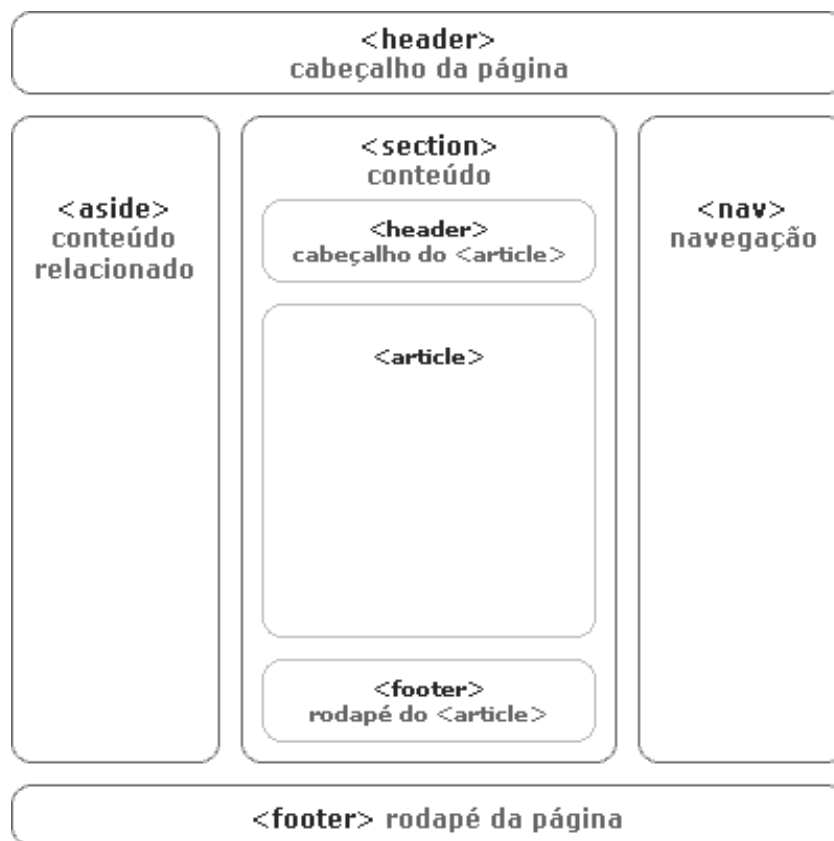 <header>
cabeçalho da página
<aside>
conteúdo
relacionado
<section>
conteúdo
<header>
cabeçalho do <article>
<article>
<footer>
rodapé do <article>
<nav>
navegação
<footer> rodapé da página